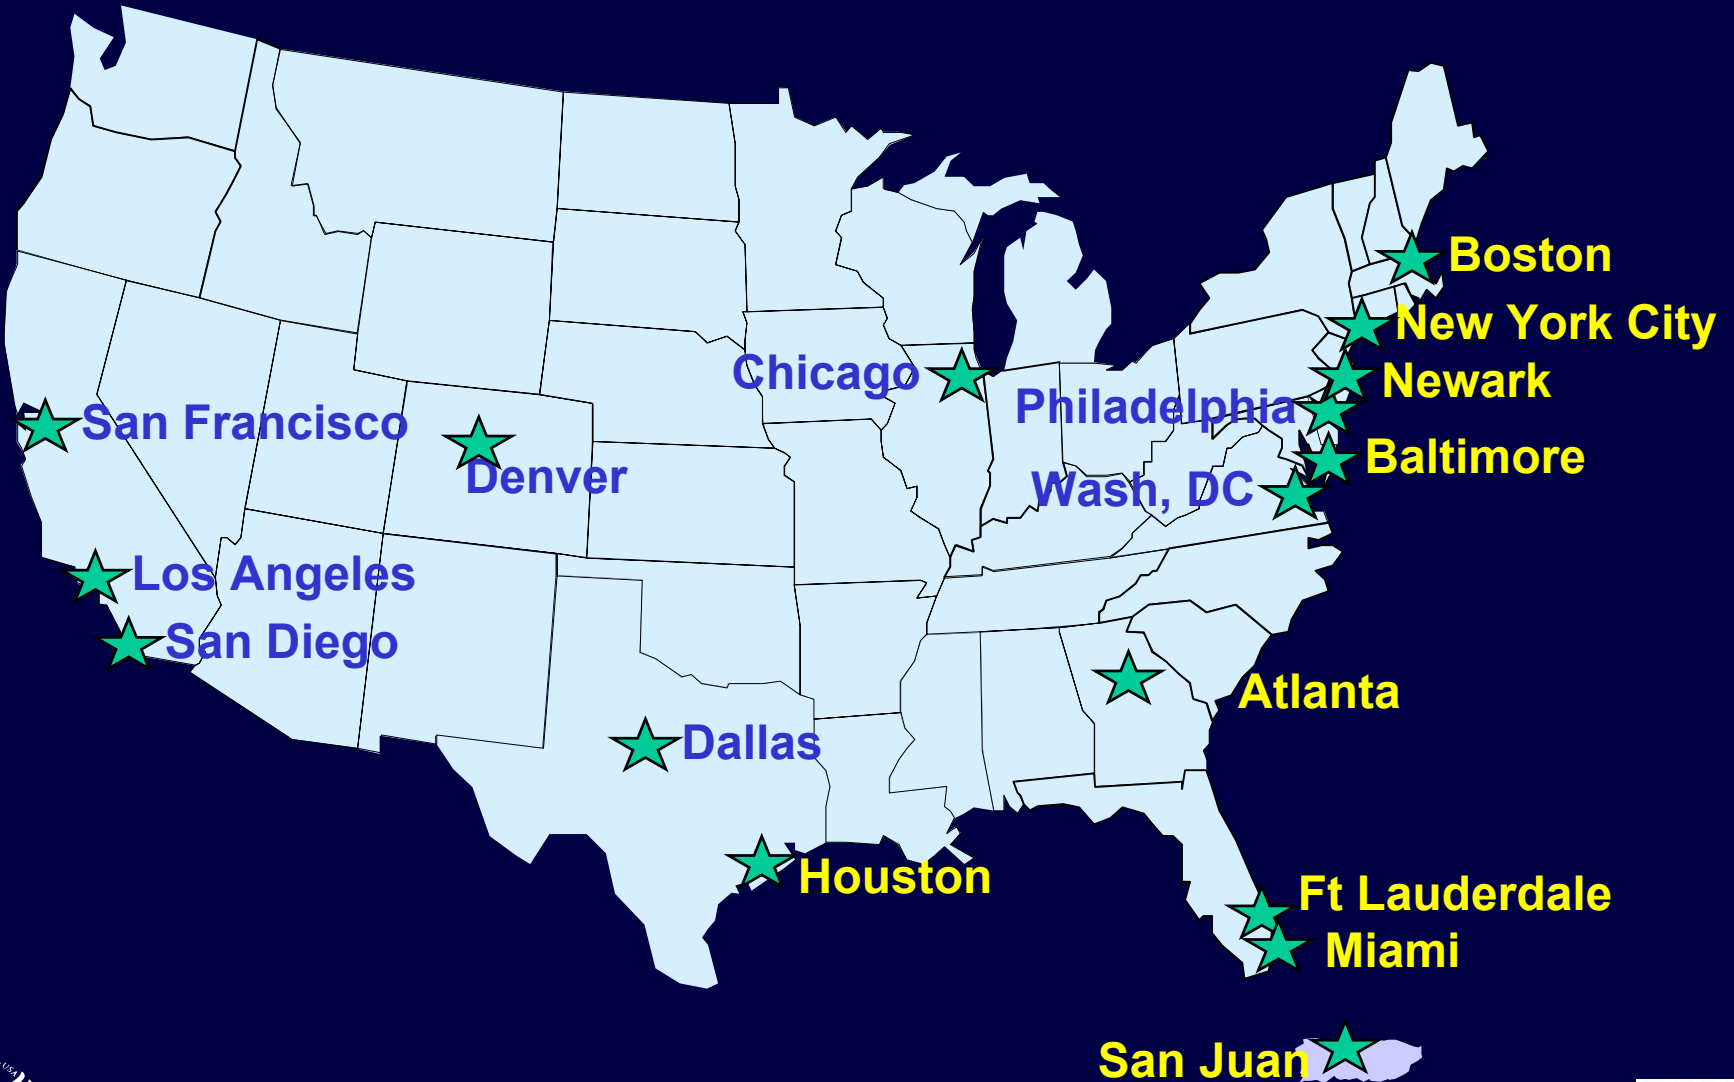 Boston
New York City
Chicago
Newark
Philadelphia
San Francisco
Baltimore
Denver
Wash, DC
Los Angeles
San Diego
Atlanta
Dallas
Houston
Ft Lauderdale
Miami
San Juan
USA